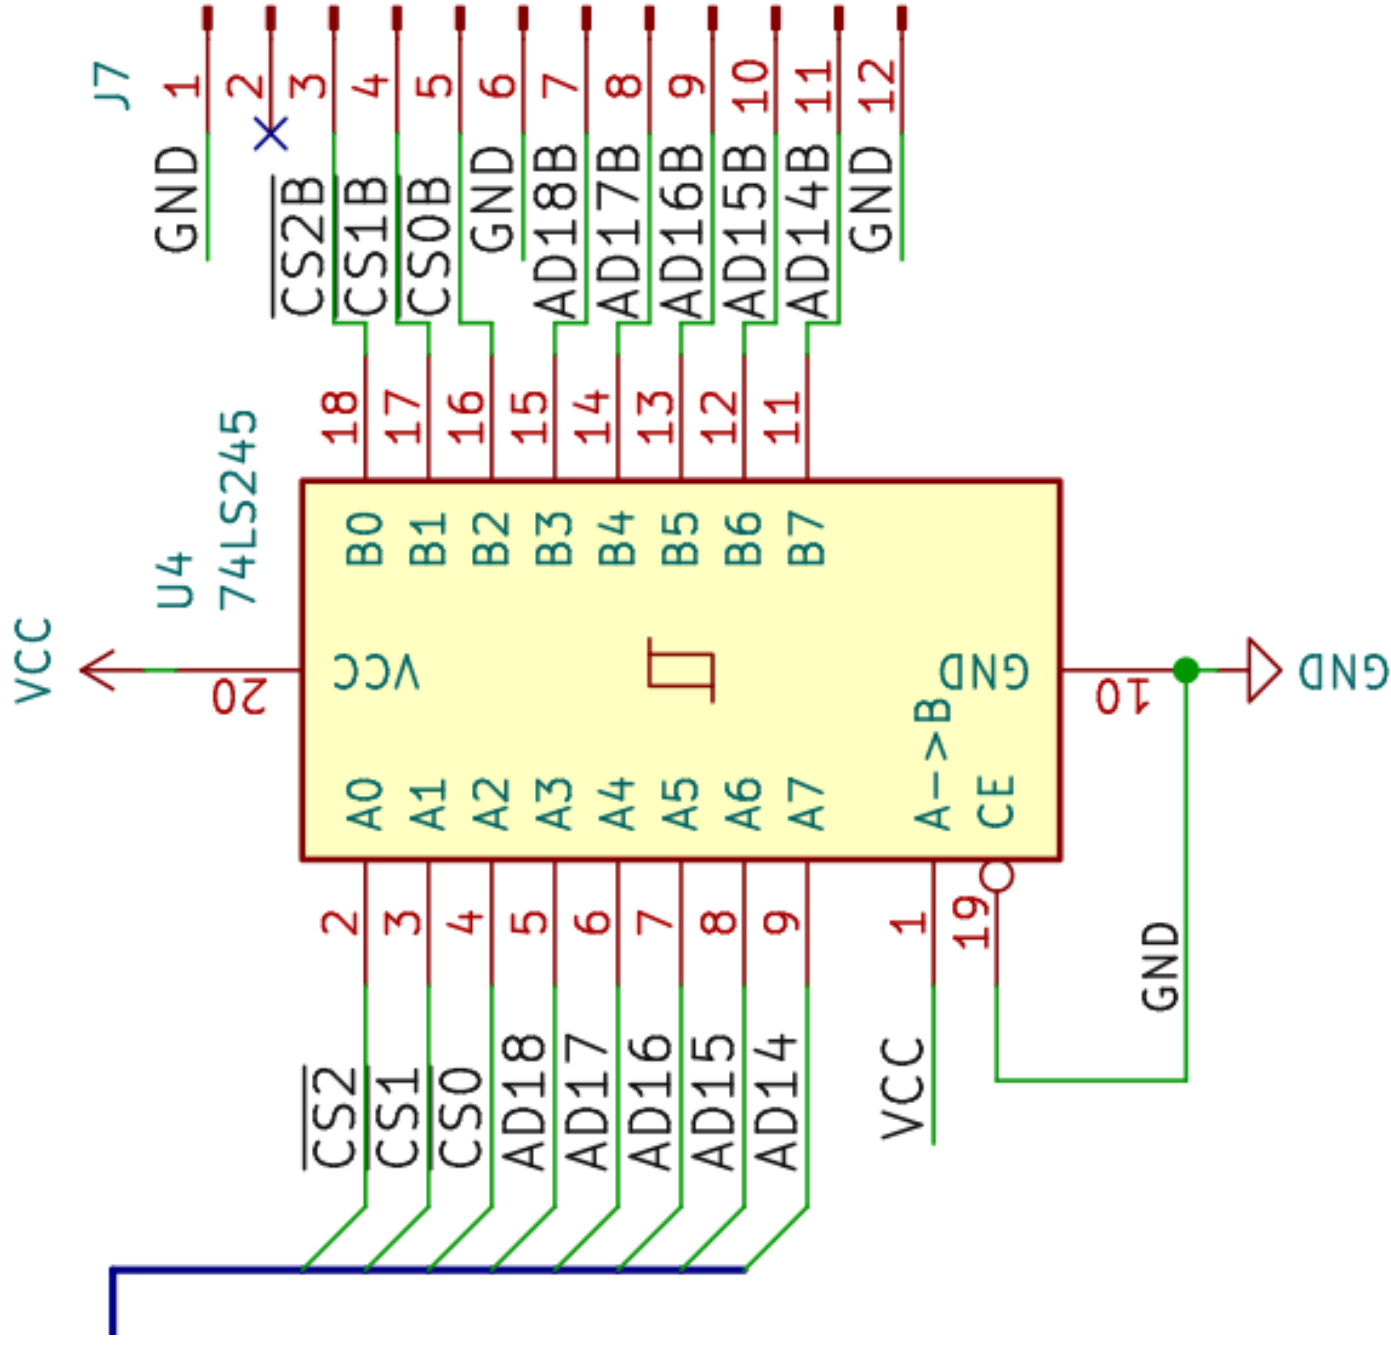 J7
1
2
3
4
5
6
7
8
9
10
11
12
GND
CS2B
CS1B
CS0B
GND
AD18B
AD17B
AD16B
AD15B
AD14B
GND
18
17
16
15
14
13
12
11
U4
74LS245
B0
B1
B2
B3
B4
B5
B6
B7
VCC
20
VCC
GND
10
GND
A0
A1
A2
A3
A4
A5
A6
A7
A->B
CE
2
3
4
5
6
7
8
9
1
19
CS2
CS1
CS0
AD18
AD17
AD16
AD15
AD14
VCC
GND